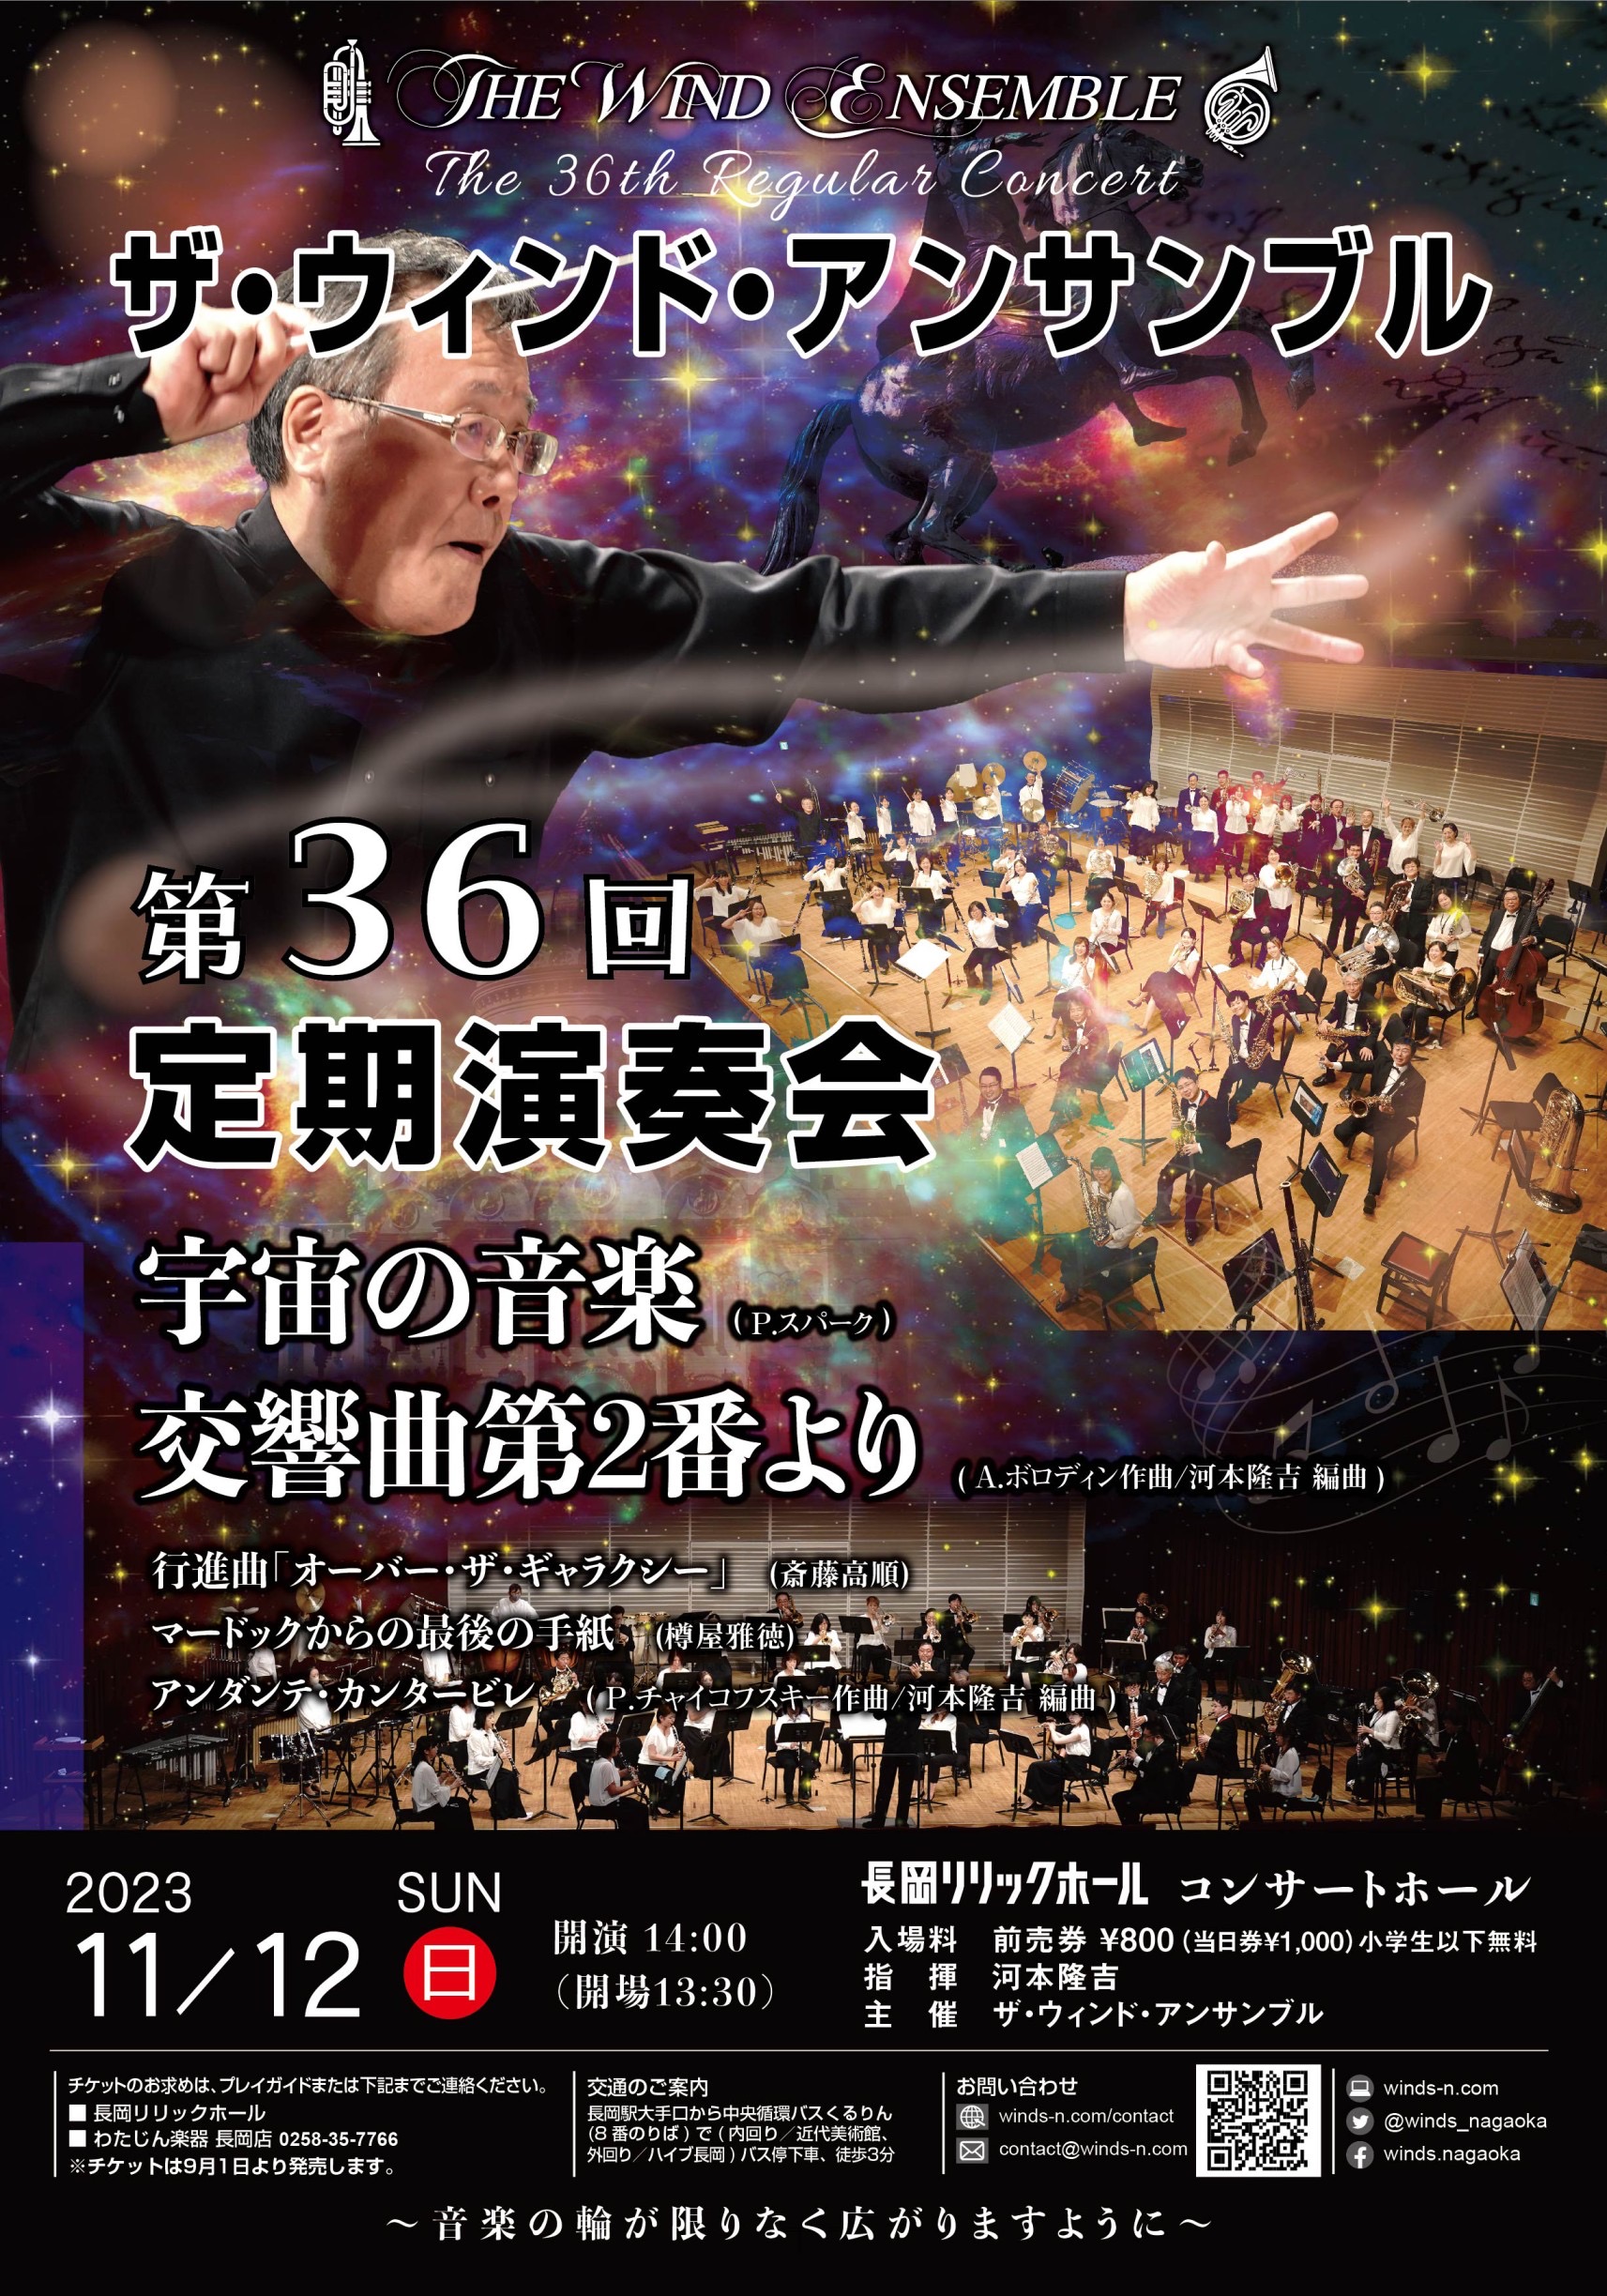 THE WIND ENSEMBLE
The 36th Regular Concert
ザ・ウィンド・アンサンブル
第36回
定期演奏会
宇宙の音楽 (P.スパーク)
交響曲第2番より (A.ボロディン作曲/河本隆吉 編曲)
行進曲「オーバー・ザ・ギャラクシー」 (斎藤高順)
マードックからの最後の手紙 (樽屋雅徳)
アンダンテ・カンタービレ (P.チャイコフスキー作曲/河本隆吉 編曲)
2023
11/12
SUN
日
開演 14:00
（開場13:30）
長岡リリックホール コンサートホール
入場料 前売券 ¥800（当日券¥1,000）小学生以下無料
指 揮 河本隆吉
主 催 ザ・ウィンド・アンサンブル
チケットのお求めは、プレイガイドまたは下記までご連絡ください。
■ 長岡リリックホール
■ わたじん楽器 長岡店 0258-35-7766
※チケットは9月1日より発売します。
交通のご案内
長岡駅大手口から中央循環バスくるりん
(8 番のりば ) で ( 内回り／近代美術館、
外回り／ハイブ長岡 ) バス停下車、徒歩3分
お問い合わせ
winds-n.com/contact
contact@winds-n.com
winds-n.com
@winds_nagaoka
winds.nagaoka
～音楽の輪が限りなく広がりますように～